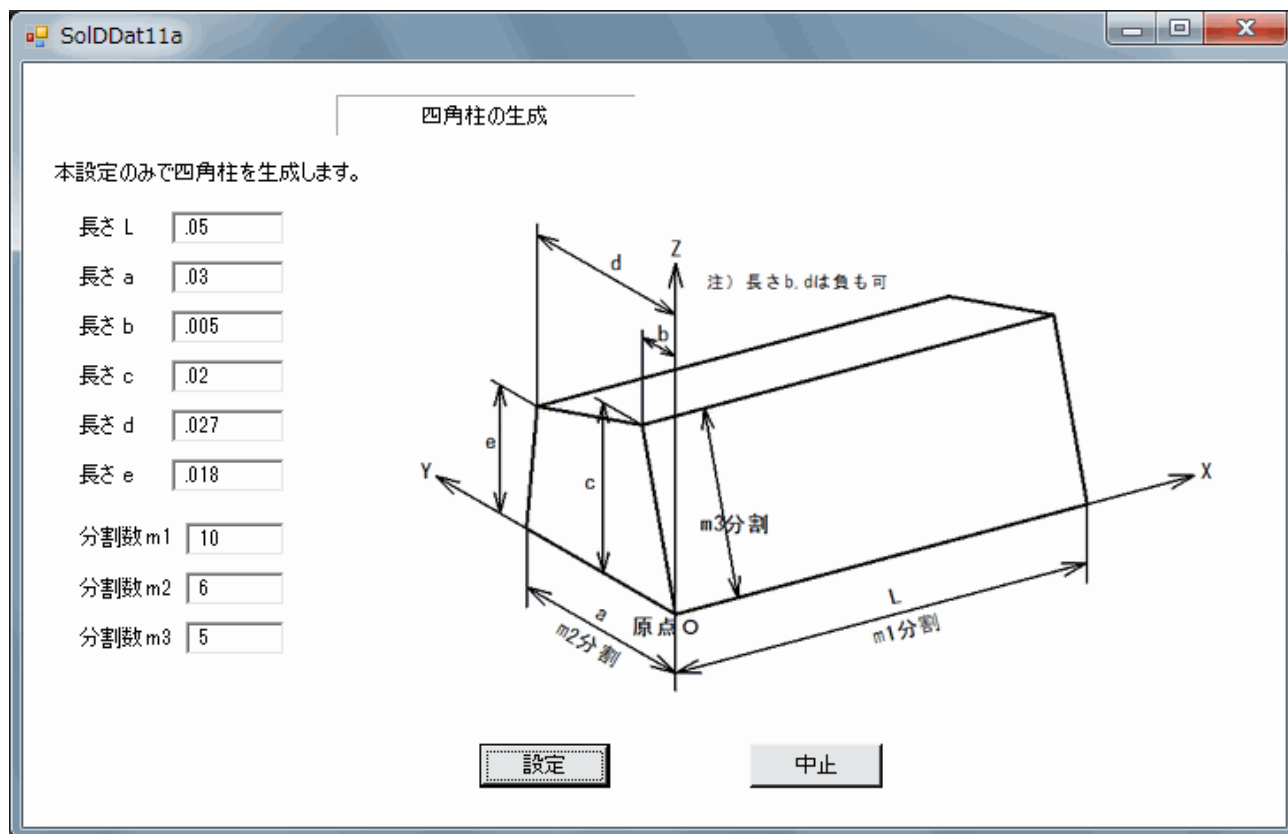 SolDDat11a
四角柱の生成
本設定のみで四角柱を生成します。
長さ L .05
長さ a .03
長さ b .005
長さ c .02
長さ d .027
長さ e .018
分割数m1 10
分割数m2 6
分割数m3 5
d
Z
注）長さb,dは負も可
b
e
c
Y
X
m3分割
a
m2分割
原点O
L
m1分割
設定
中止